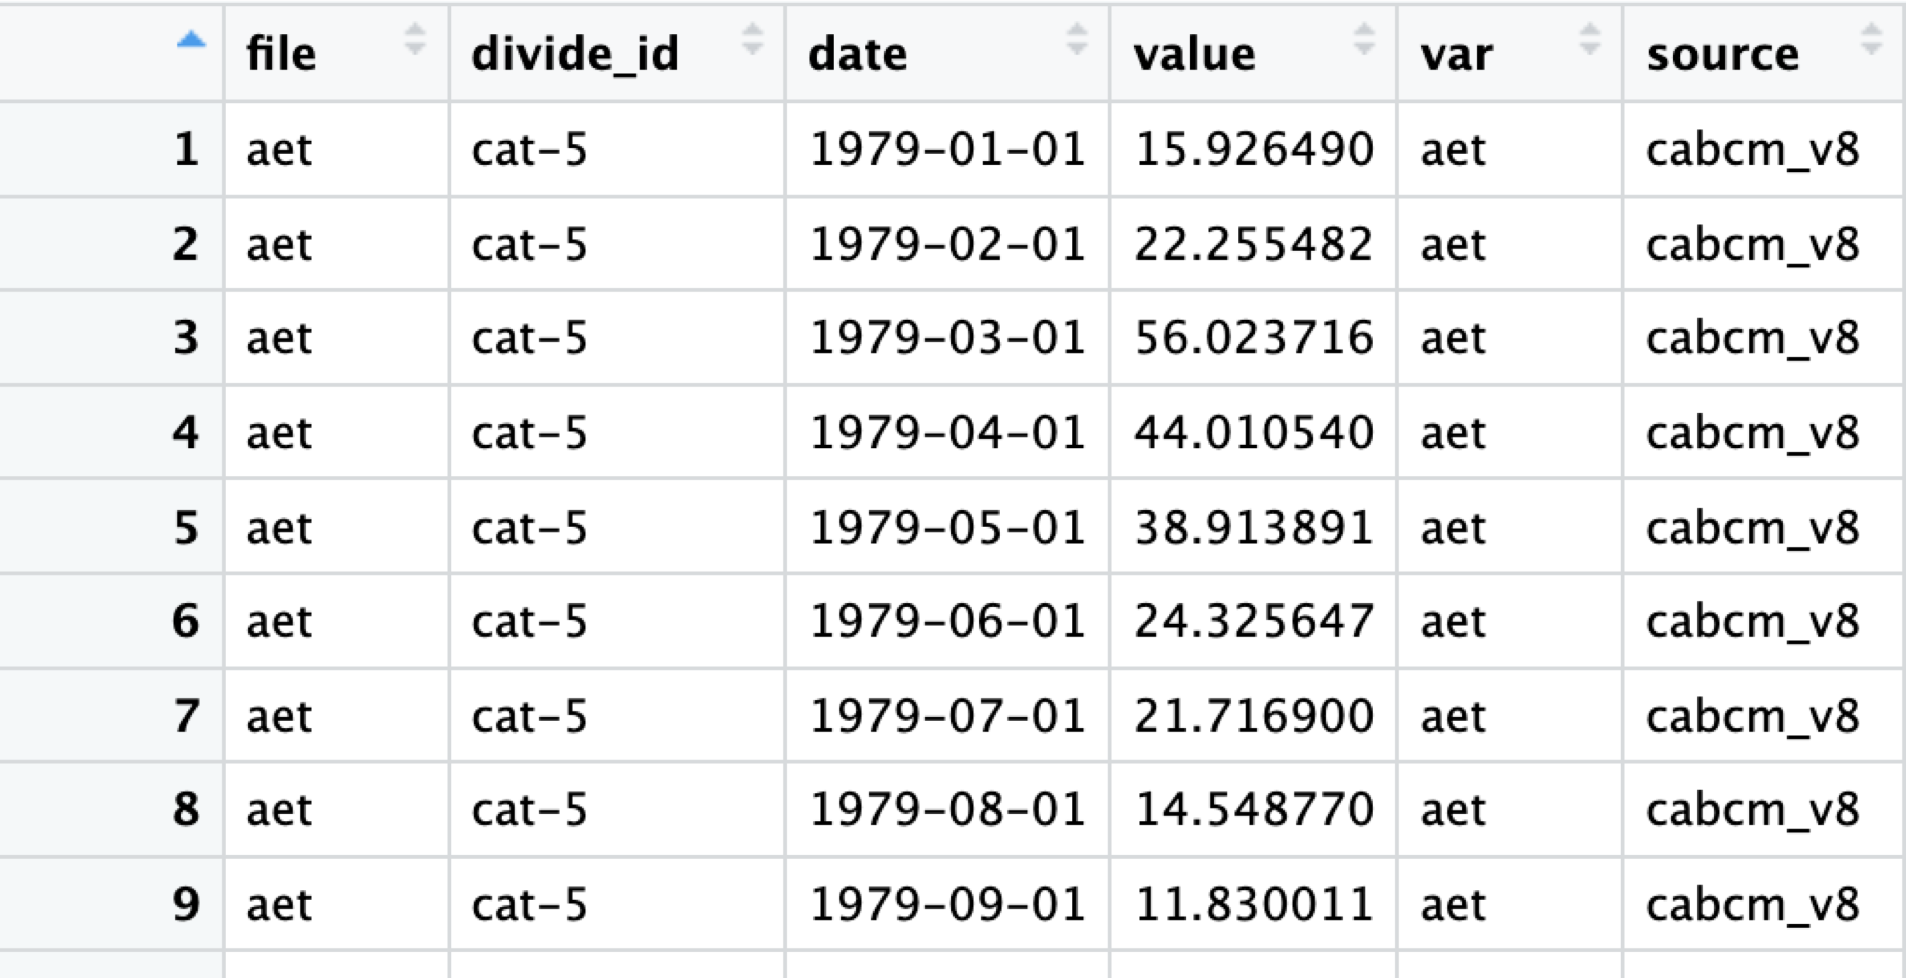 file divide_id date value var source
1 aet cat-5 1979-01-01 15.926490 aet cabcm_v8
2 aet cat-5 1979-02-01 22.255482 aet cabcm_v8
3 aet cat-5 1979-03-01 56.023716 aet cabcm_v8
4 aet cat-5 1979-04-01 44.010540 aet cabcm_v8
5 aet cat-5 1979-05-01 38.913891 aet cabcm_v8
6 aet cat-5 1979-06-01 24.325647 aet cabcm_v8
7 aet cat-5 1979-07-01 21.716900 aet cabcm_v8
8 aet cat-5 1979-08-01 14.548770 aet cabcm_v8
9 aet cat-5 1979-09-01 11.830011 aet cabcm_v8